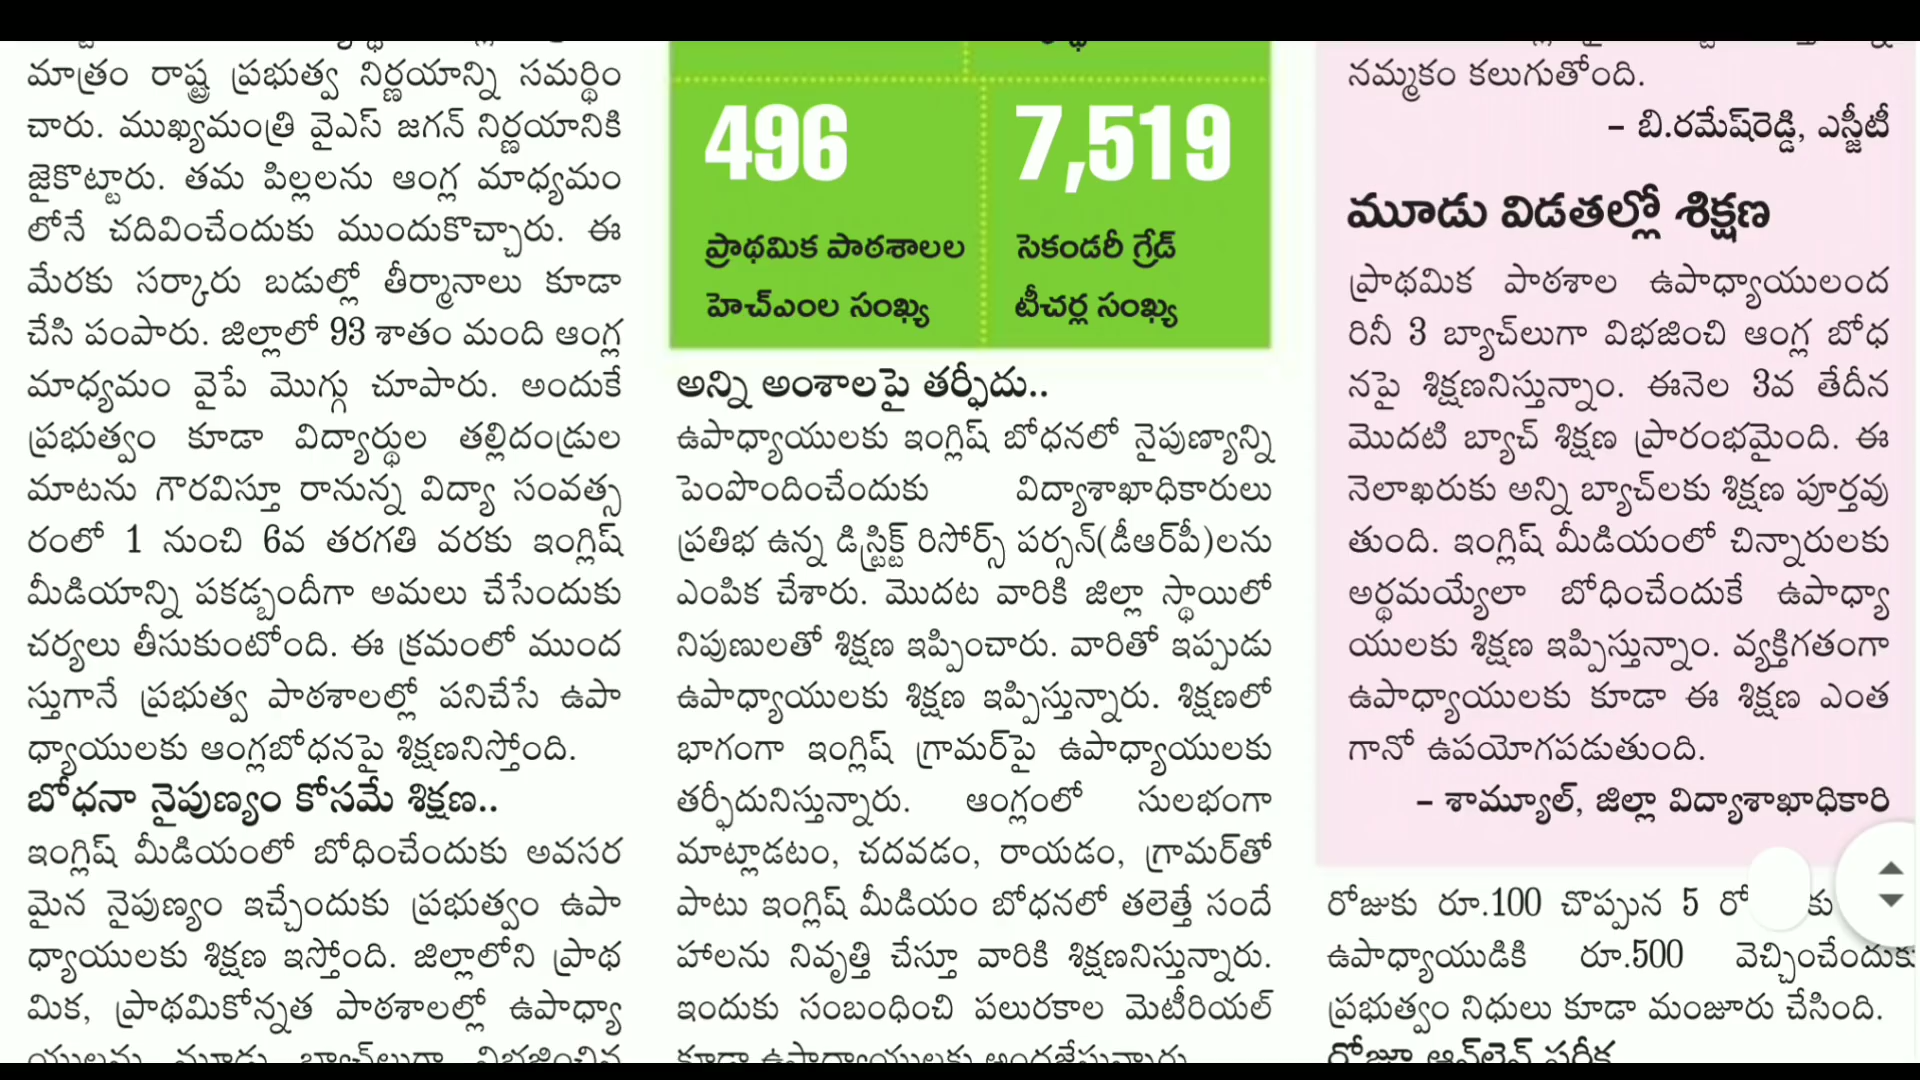 మాత్రం రాష్ట్ర ప్రభుత్వ నిర్ణయాన్ని సమర్థిం
చారు. ముఖ్యమంత్రి వైఎస్ జగన్ నిర్ణయానికి
జైకొట్టారు. తమ పిల్లలను ఆంగ్ల మాధ్యమం
లోనే చదివించేందుకు ముందుకొచ్చారు. ఈ
మేరకు సర్కారు బడుల్లో తీర్మానాలు కూడా
చేసి పంపారు. జిల్లాలో 93 శాతం మంది ఆంగ్ల
మాధ్యమం వైపే మొగ్గు చూపారు. అందుకే
ప్రభుత్వం కూడా విద్యార్థుల తల్లిదండ్రుల
మాటను గౌరవిస్తూ రానున్న విద్యా సంవత్స
రంలో 1 నుంచి 6వ తరగతి వరకు ఇంగ్లిష్
మీడియాన్ని పకడ్బందీగా అమలు చేసేందుకు
చర్యలు తీసుకుంటోంది. ఈ క్రమంలో ముంద
స్తుగానే ప్రభుత్వ పాఠశాలల్లో పనిచేసే ఉపా
ధ్యాయులకు ఆంగ్లబోధనపై శిక్షణనిస్తోంది.
బోధనా నైపుణ్యం కోసమే శిక్షణ..
ఇంగ్లిష్ మీడియంలో బోధించేందుకు అవసర
మైన నైపుణ్యం ఇచ్చేందుకు ప్రభుత్వం ఉపా
ధ్యాయులకు శిక్షణ ఇస్తోంది. జిల్లాలోని ప్రాథ
మిక, ప్రాథమికోన్నత పాఠశాలల్లో ఉపాధ్యా
యులను మూడు బ్యాచ్‌లుగా విభజించిన
496
ప్రాథమిక పాఠశాలల
హెచ్ఎంల సంఖ్య
7,519
సెకండరీ గ్రేడ్
టీచర్ల సంఖ్య
అన్ని అంశాలపై తర్ఫీదు..
ఉపాధ్యాయులకు ఇంగ్లిష్ బోధనలో నైపుణ్యాన్ని
పెంపొందించేందుకు విద్యాశాఖాధికారులు
ప్రతిభ ఉన్న డిస్ట్రిక్ట్ రిసోర్స్ పర్సన్(డీఆర్‌పీ)లను
ఎంపిక చేశారు. మొదట వారికి జిల్లా స్థాయిలో
నిపుణులతో శిక్షణ ఇప్పించారు. వారితో ఇప్పుడు
ఉపాధ్యాయులకు శిక్షణ ఇప్పిస్తున్నారు. శిక్షణలో
భాగంగా ఇంగ్లిష్ గ్రామర్‌పై ఉపాధ్యాయులకు
తర్ఫీదునిస్తున్నారు. ఆంగ్లంలో సులభంగా
మాట్లాడటం, చదవడం, రాయడం, గ్రామర్‌తో
పాటు ఇంగ్లిష్ మీడియం బోధనలో తలెత్తే సందే
హాలను నివృత్తి చేస్తూ వారికి శిక్షణనిస్తున్నారు.
ఇందుకు సంబంధించి పలురకాల మెటీరియల్
కూడా ఉపాధ్యాయులకు అందజేస్తున్నారు.
నమ్మకం కలుగుతోంది.
– బి.రమేష్‌రెడ్డి, ఎస్జీటీ
మూడు విడతల్లో శిక్షణ
ప్రాథమిక పాఠశాల ఉపాధ్యాయులంద
రినీ 3 బ్యాచ్‌లుగా విభజించి ఆంగ్ల బోధ
నపై శిక్షణనిస్తున్నాం. ఈనెల 3వ తేదీన
మొదటి బ్యాచ్ శిక్షణ ప్రారంభమైంది. ఈ
నెలాఖరుకు అన్ని బ్యాచ్‌లకు శిక్షణ పూర్తవు
తుంది. ఇంగ్లిష్ మీడియంలో చిన్నారులకు
అర్థమయ్యేలా బోధించేందుకే ఉపాధ్యా
యులకు శిక్షణ ఇప్పిస్తున్నాం. వ్యక్తిగతంగా
ఉపాధ్యాయులకు కూడా ఈ శిక్షణ ఎంత
గానో ఉపయోగపడుతుంది.
– శామ్యూల్, జిల్లా విద్యాశాఖాధికారి
రోజుకు రూ.100 చొప్పున 5
ఉపాధ్యాయుడికి రూ.500 వెచ్చించేందుకు
ప్రభుత్వం నిధులు కూడా మంజూరు చేసింది.
రోజూ ఆన్‌లైన్ పరీక్ష